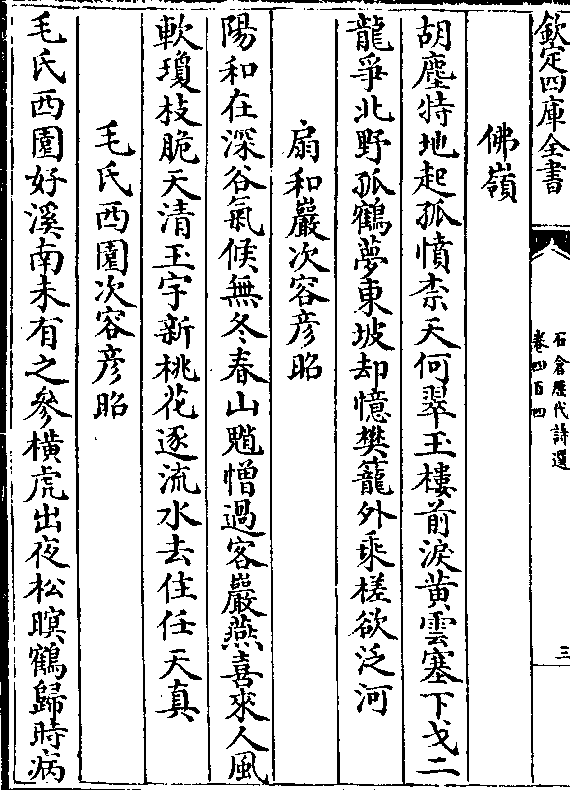 欽定四庫全書
石倉歷代詩選
卷四百四
三
佛嶺
胡塵特地起孤憤柰天何翠玉樓前淚黄雲塞下戈二
龍爭北野孤鶴夢東坡却憶樊籠外乘槎欲泛河
扇和巖次容彦昭
陽和在深谷氣候無冬春山魈憎過客巖燕喜來人風
軟瓊枝脆天清玉宇新桃花逐流水去住任天真
毛氏西園次容彦昭
毛氏西園好溪南未有之參橫虎出夜松暝鶴歸時病